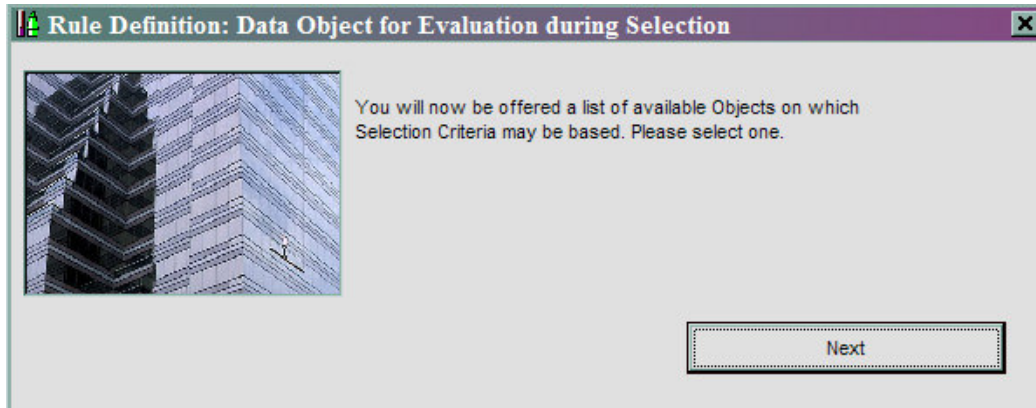 Rule Definition: Data Object for Evaluation during Selection
You will now be offered a list of available Objects on which
Selection Criteria may be based. Please select one.
Next